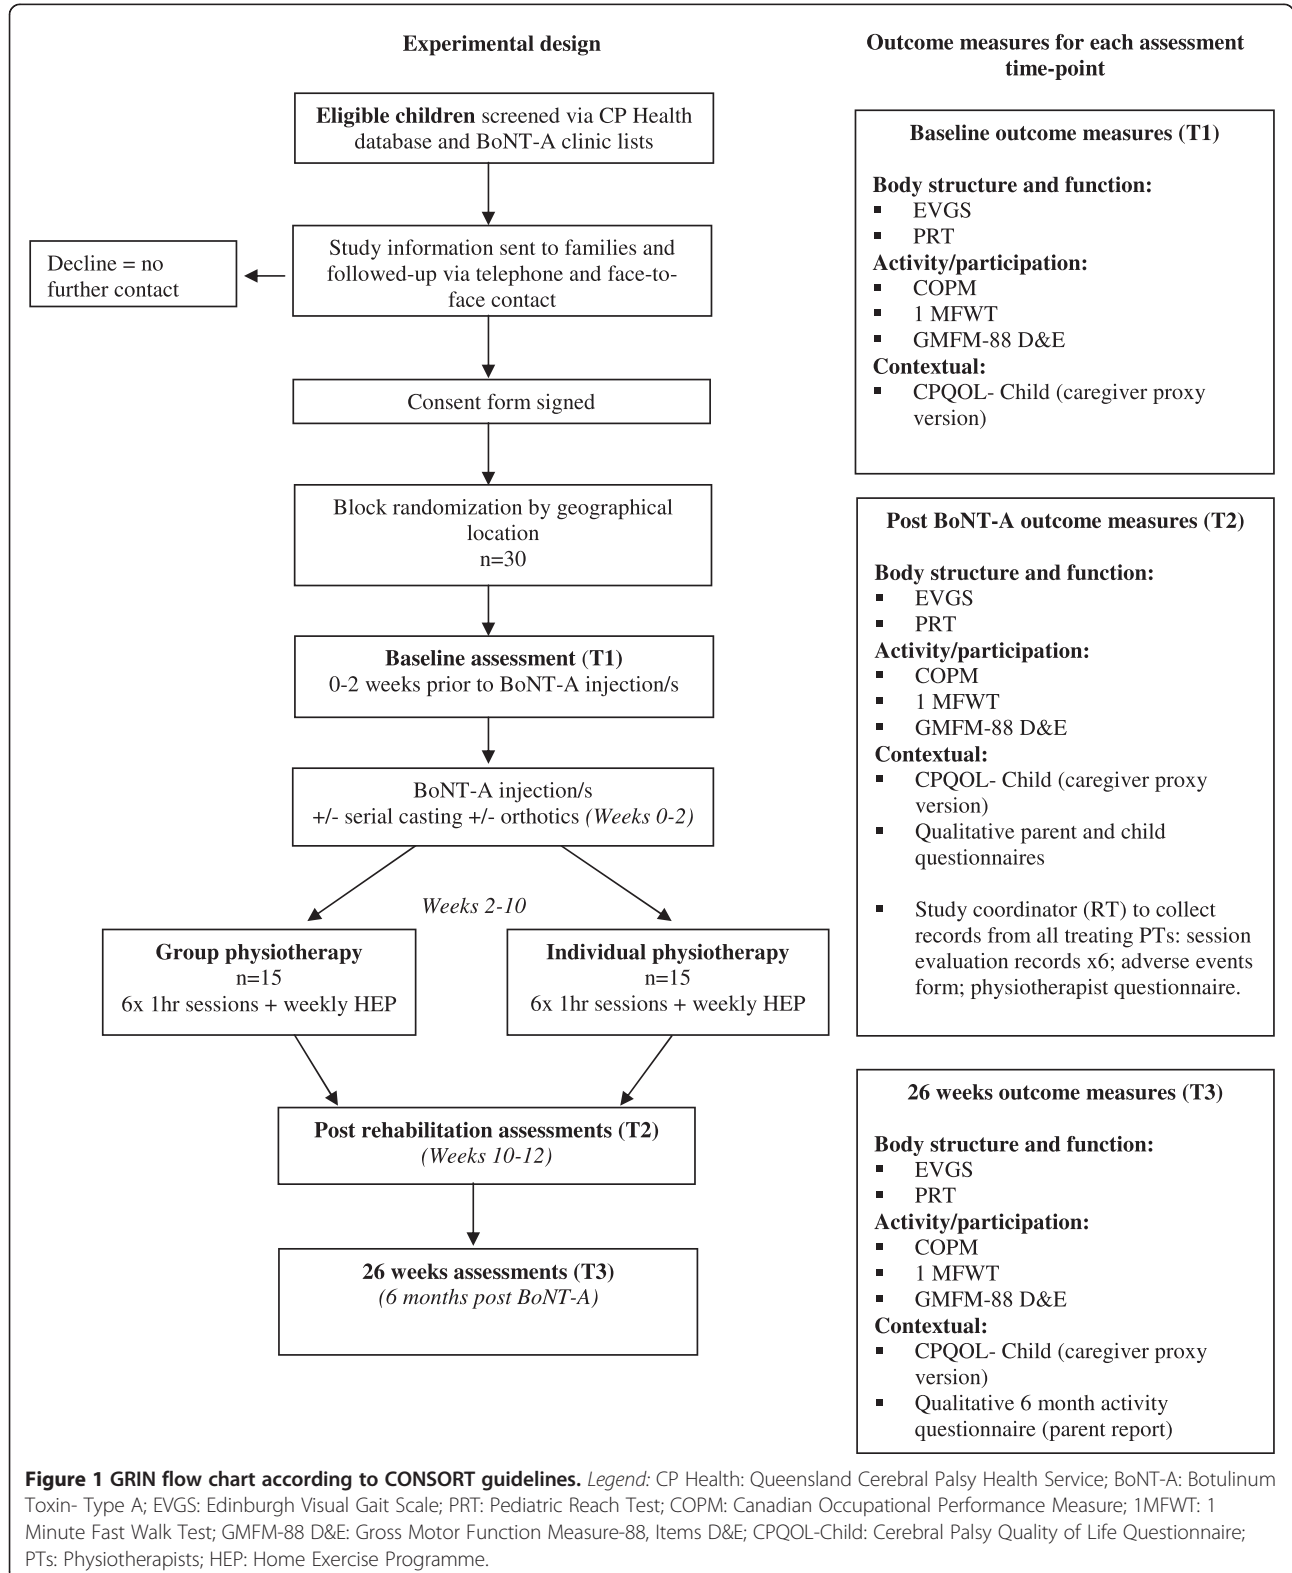 Experimental design
Eligible children screened via CP Health
database and BoNT-A clinic lists
Study information sent to families and
followed-up via telephone and face-to-
face contact
Decline = no
further contact
Consent form signed
Block randomization by geographical
location
n=30
Baseline assessment (T1)
0-2 weeks prior to BoNT-A injection/s
BoNT-A injection/s
+/- serial casting +/- orthotics (Weeks 0-2)
Weeks 2-10
Group physiotherapy
n=15
6x 1hr sessions + weekly HEP
Individual physiotherapy
n=15
6x 1hr sessions + weekly HEP
Post rehabilitation assessments (T2)
(Weeks 10-12)
26 weeks assessments (T3)
(6 months post BoNT-A)
Outcome measures for each assessment
time-point
Baseline outcome measures (T1)
Body structure and function:
▪ EVGS
▪ PRT
Activity/participation:
▪ COPM
▪ 1 MFWT
▪ GMFM-88 D&E
Contextual:
▪ CPQOL- Child (caregiver proxy
version)
Post BoNT-A outcome measures (T2)
Body structure and function:
▪ EVGS
▪ PRT
Activity/participation:
▪ COPM
▪ 1 MFWT
▪ GMFM-88 D&E
Contextual:
▪ CPQOL- Child (caregiver proxy
version)
▪ Qualitative parent and child
questionnaires
▪ Study coordinator (RT) to collect
records from all treating PTs: session
evaluation records x6; adverse events
form; physiotherapist questionnaire.
26 weeks outcome measures (T3)
Body structure and function:
▪ EVGS
▪ PRT
Activity/participation:
▪ COPM
▪ 1 MFWT
▪ GMFM-88 D&E
Contextual:
▪ CPQOL- Child (caregiver proxy
version)
▪ Qualitative 6 month activity
questionnaire (parent report)
Figure 1 GRIN flow chart according to CONSORT guidelines. Legend: CP Health: Queensland Cerebral Palsy Health Service; BoNT-A: Botulinum
Toxin- Type A; EVGS: Edinburgh Visual Gait Scale; PRT: Pediatric Reach Test; COPM: Canadian Occupational Performance Measure; 1MFWT: 1
Minute Fast Walk Test; GMFM-88 D&E: Gross Motor Function Measure-88, Items D&E; CPQOL-Child: Cerebral Palsy Quality of Life Questionnaire;
PTs: Physiotherapists; HEP: Home Exercise Programme.